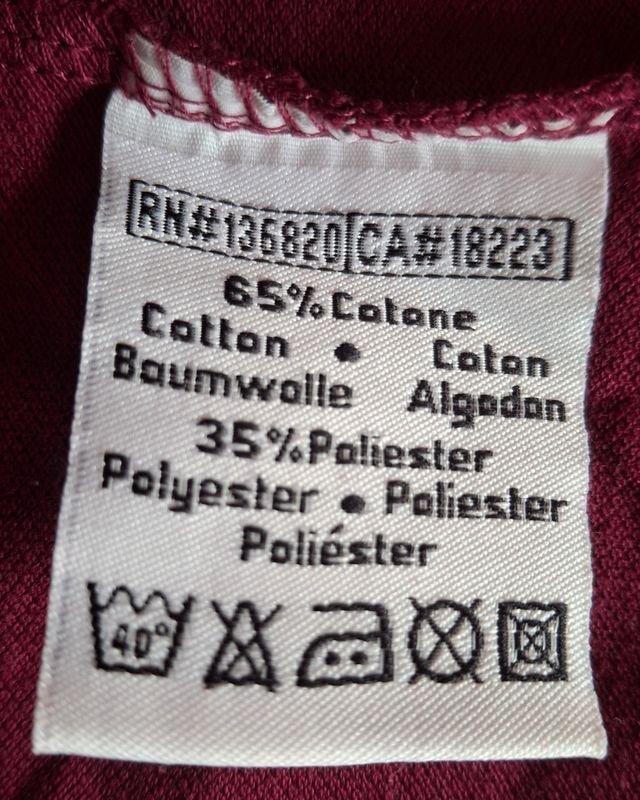 RN#136820 CA#18223
65%Cotone
Cotton • Coton
Baumwolle Algodon
35%Poliester
Polyester • Poliester
Poliéster
40°